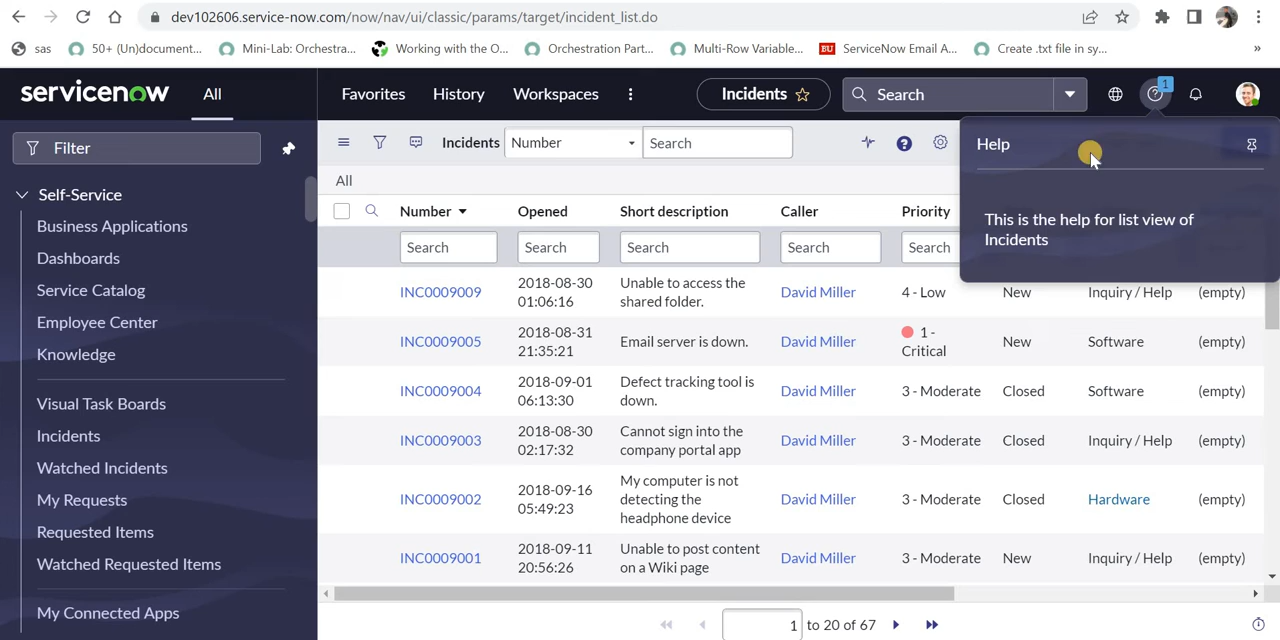 dev102606.service-now.com/now/nav/ui/classic/params/target/incident_list.do
sas 50+ (Un)document... Mini-Lab: Orchestra... Working with the O... Orchestration Part... Multi-Row Variable... BU ServiceNow Email A... Create .txt file in sy... »
servicenow All Favorites History Workspaces Incidents Search 1
Filter
Incidents Number Search
Help
This is the help for list view of
Incidents
All
Self-Service
Business Applications
Dashboards
Service Catalog
Employee Center
Knowledge
Visual Task Boards
Incidents
Watched Incidents
My Requests
Requested Items
Watched Requested Items
My Connected Apps
Number Opened Short description Caller Priority
Search Search Search Search Search
INC0009009 2018-08-30 01:06:16 Unable to access the shared folder. David Miller 4 - Low New Inquiry / Help (empty)
INC0009005 2018-08-31 21:35:21 Email server is down. David Miller 1 - Critical New Software (empty)
INC0009004 2018-09-01 06:13:30 Defect tracking tool is down. David Miller 3 - Moderate Closed Software (empty)
INC0009003 2018-08-30 02:17:32 Cannot sign into the company portal app David Miller 3 - Moderate Closed Inquiry / Help (empty)
INC0009002 2018-09-16 05:49:23 My computer is not detecting the headphone device David Miller 3 - Moderate Closed Hardware (empty)
INC0009001 2018-09-11 20:56:26 Unable to post content on a Wiki page David Miller 3 - Moderate New Inquiry / Help (empty)
1 to 20 of 67